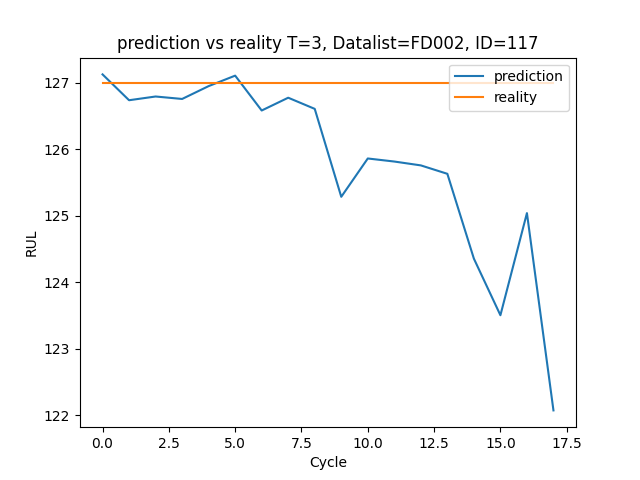 prediction vs reality T=3, Datalist=FD002, ID=117
127
126
125
124
123
122
RUL
prediction
reality
0.0 2.5 5.0 7.5 10.0 12.5 15.0 17.5
Cycle